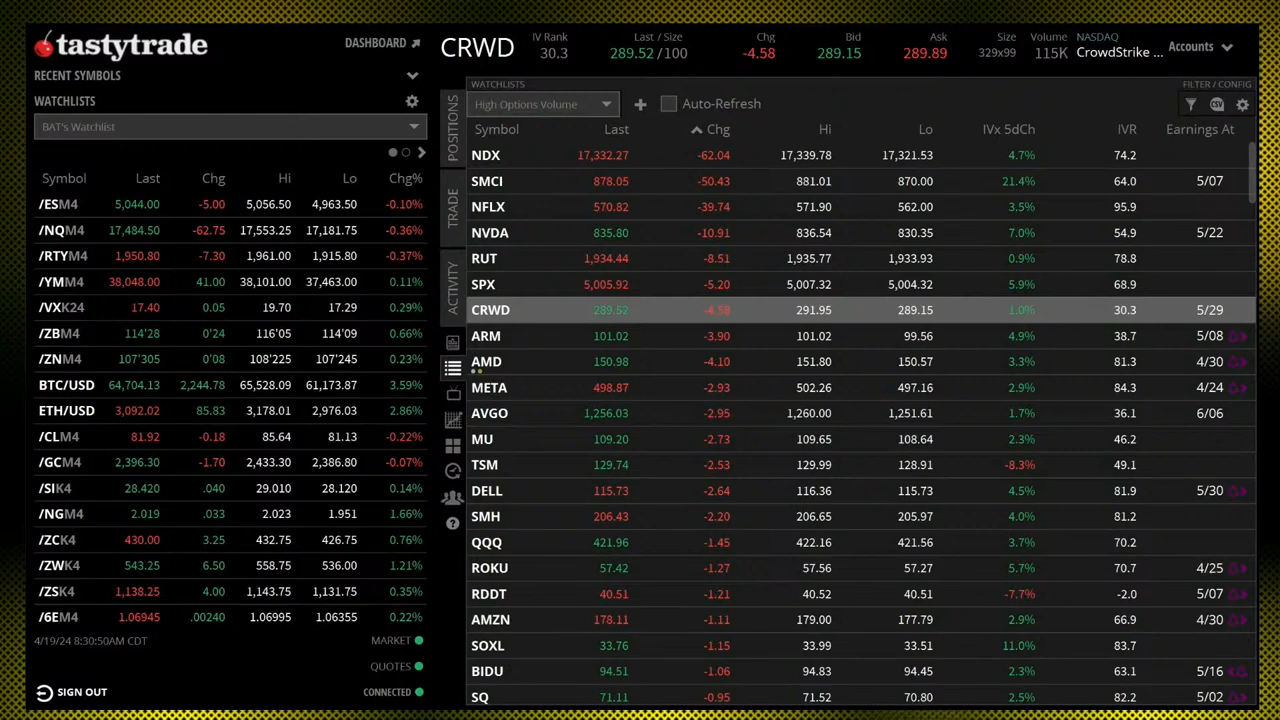 tastytrade
DASHBOARD
RECENT SYMBOLS
WATCHLISTS
BAT's Watchlist
Symbol Last Chg Hi Lo Chg%
/ESM4 5,044.00 -5.00 5,056.50 4,963.50 -0.10%
/NQM4 17,484.50 -62.75 17,553.25 17,181.75 -0.36%
/RTYM4 1,950.80 -7.30 1,961.00 1,915.80 -0.37%
/YMM4 38,048.00 41.00 38,101.00 37,463.00 0.11%
/VXK24 17.40 0.05 19.70 17.29 0.29%
/ZBM4 114'28 0'24 116'05 114'09 0.66%
/ZNM4 107'305 0'08 108'225 107'245 0.23%
BTC/USD 64,704.13 2,244.78 65,528.09 61,173.87 3.59%
ETH/USD 3,092.02 85.83 3,178.01 2,976.03 2.86%
/CLM4 81.92 -0.18 85.64 81.13 -0.22%
/GCM4 2,396.30 -1.70 2,433.30 2,386.80 -0.07%
/SIK4 28.420 .040 29.010 28.120 0.14%
/NGM4 2.019 .033 2.023 1.951 1.66%
/ZCK4 430.00 3.25 432.75 426.75 0.76%
/ZWK4 543.25 6.50 558.75 536.00 1.21%
/ZSK4 1,138.25 4.00 1,143.75 1,131.75 0.35%
/6EM4 1.06945 .00240 1.06995 1.06355 0.22%
4/19/24 8:30:50AM CDT MARKET
QUOTES
SIGN OUT CONNECTED
CRWD
IV Rank Last / Size Chg Bid Ask Size Volume NASDAQ
30.3 289.52 /100 -4.58 289.15 289.89 329x99 115K CrowdStrike ...
Accounts
POSITIONS
TRADE
ACTIVITY
WATCHLISTS FILTER / CONFIG
High Options Volume + Auto-Refresh CSV
Symbol Last Chg Hi Lo IVx 5dCh IVR Earnings At
NDX 17,332.27 -62.04 17,339.78 17,321.53 4.7% 74.2
SMCI 878.05 -50.43 881.01 870.00 21.4% 64.0 5/07
NFLX 570.82 -39.74 571.90 562.00 3.5% 95.9
NVDA 835.80 -10.91 836.54 830.35 7.0% 54.9 5/22
RUT 1,934.44 -8.51 1,935.77 1,933.93 0.9% 78.8
SPX 5,005.92 -5.20 5,007.32 5,004.32 5.9% 68.9
CRWD 289.52 -4.58 291.95 289.15 1.0% 30.3 5/29
ARM 101.02 -3.90 101.02 99.56 4.9% 38.7 5/08
AMD 150.98 -4.10 151.80 150.57 3.3% 81.3 4/30
META 498.87 -2.93 502.26 497.16 2.9% 84.3 4/24
AVGO 1,256.03 -2.95 1,260.00 1,251.61 1.7% 36.1 6/06
MU 109.20 -2.73 109.65 108.64 2.3% 46.2
TSM 129.74 -2.53 129.99 128.91 -8.3% 49.1
DELL 115.73 -2.64 116.36 115.73 4.5% 81.9 5/30
SMH 206.43 -2.20 206.65 205.97 4.0% 81.2
QQQ 421.96 -1.45 422.16 421.56 3.7% 70.2
ROKU 57.42 -1.27 57.56 57.27 5.7% 70.7 4/25
RDDT 40.51 -1.21 40.52 40.51 -7.7% -2.0 5/07
AMZN 178.11 -1.11 179.00 177.79 2.9% 66.9 4/30
SOXL 33.76 -1.15 33.99 33.51 11.0% 83.7
BIDU 94.51 -1.06 94.83 94.45 2.3% 63.1 5/16
SQ 71.11 -0.95 71.52 70.80 2.5% 82.2 5/02